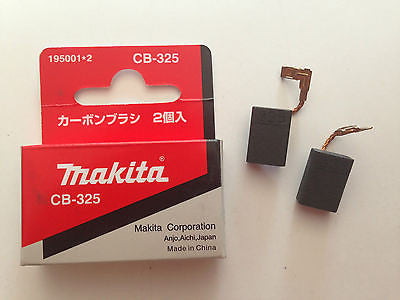 195001*2 CB-325
カーボンブラシ 2個入
makita
CB-325
Makita Corporation
Anjo,Aichi,Japan
Made in China